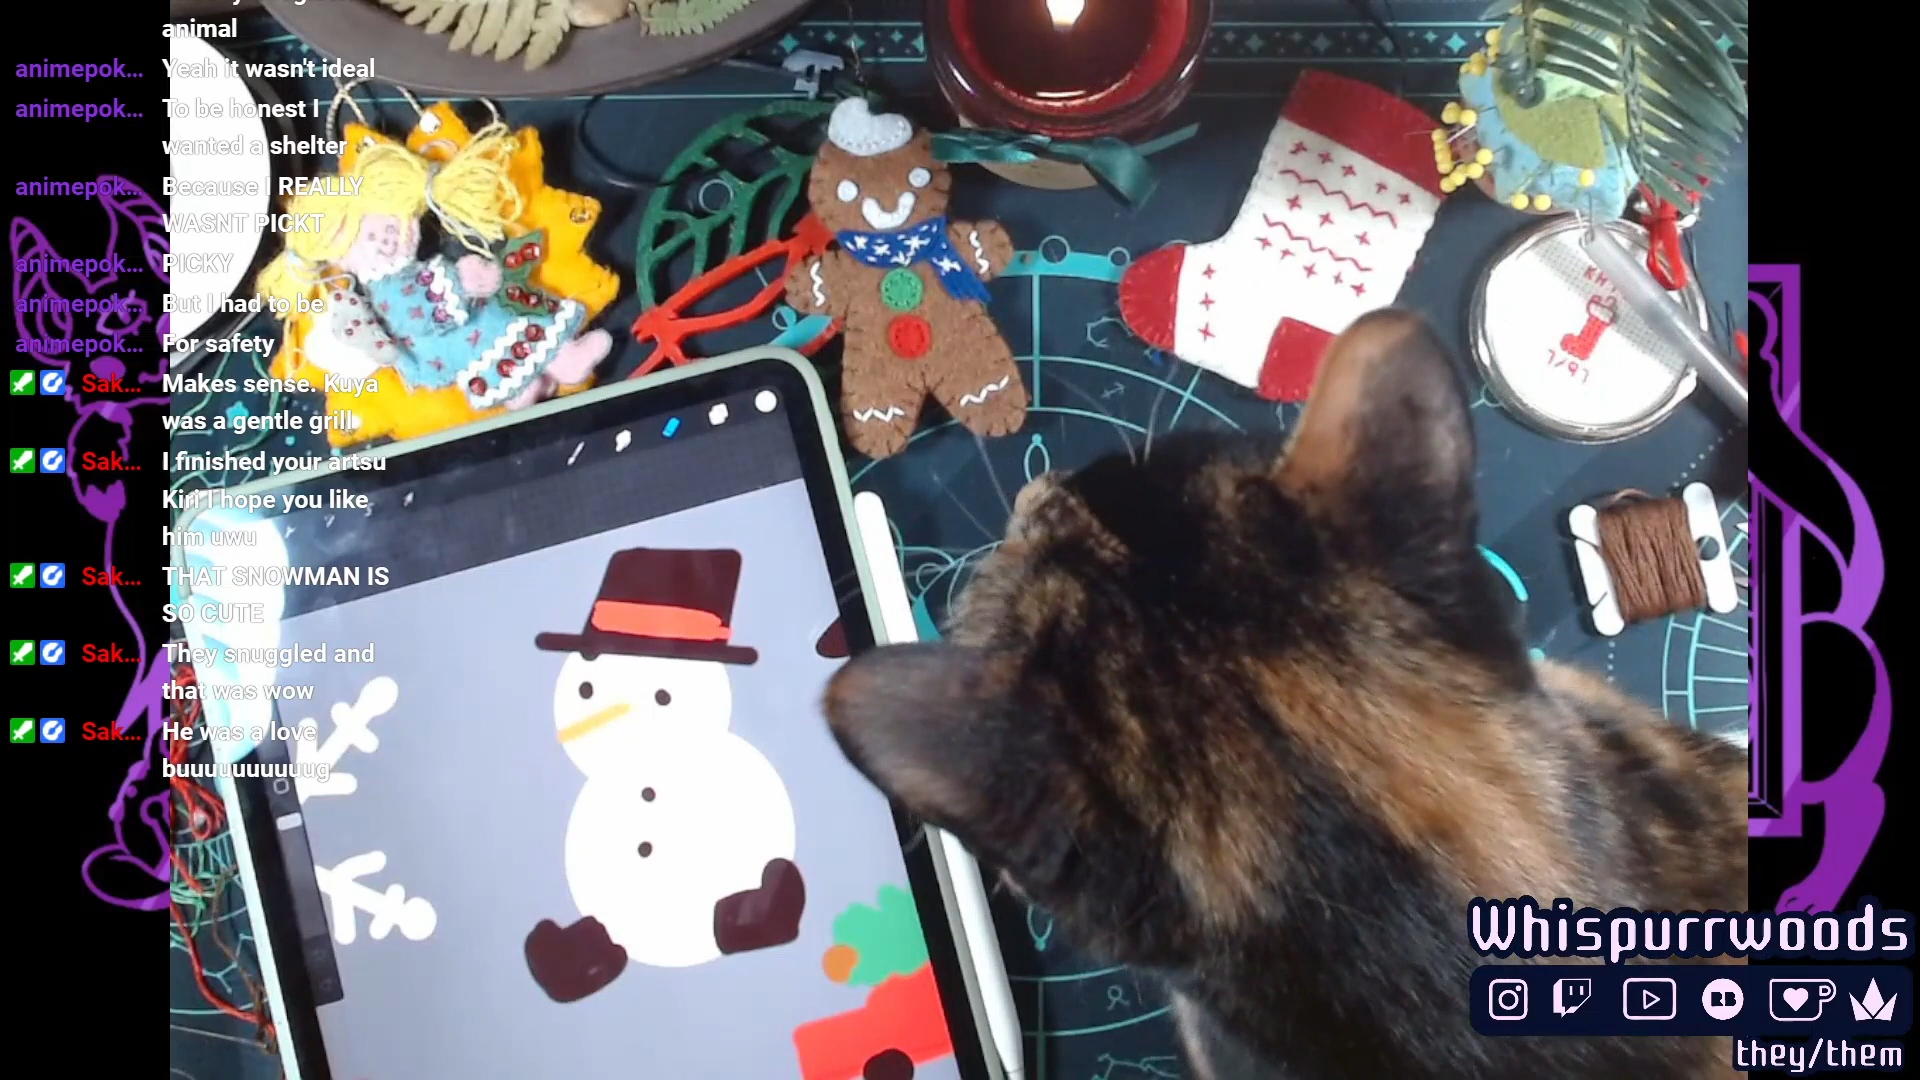 animal
animepok... Yeah it wasn't ideal
animepok... To be honest I
wanted a shelter
animepok... Because I REALLY
WASNT PICKT
animepok... PICKY
animepok... But I had to be
animepok... For safety
Sak... Makes sense. Kuya
was a gentle grill
Sak... I finished your artsu
Kiri I hope you like
him uwu
Sak... THAT SNOWMAN IS
SO CUTE
Sak... They snuggled and
that was wow
Sak... He was a love
buuuuuuuuuug
Whispurrwoods
they/them